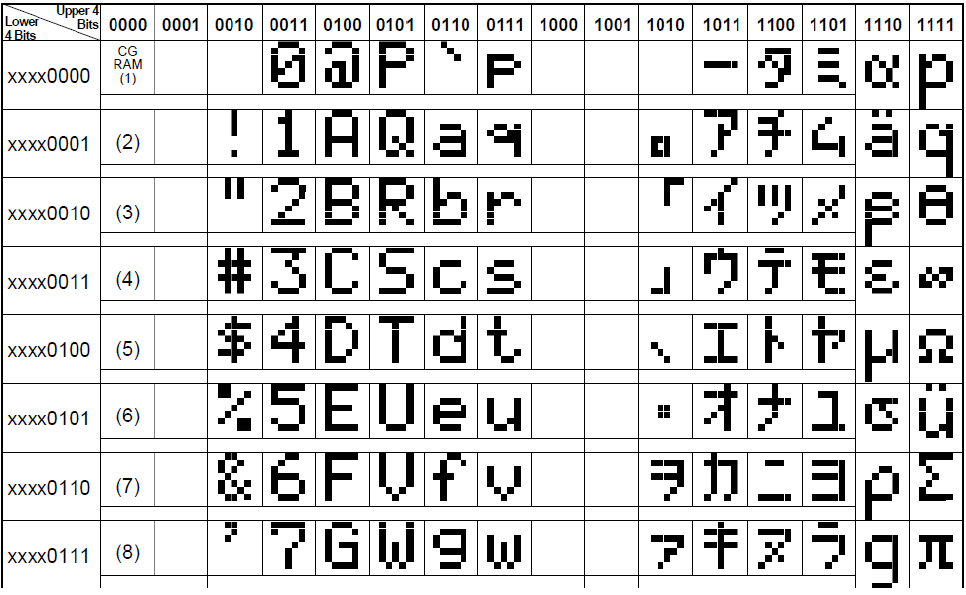 Upper 4 Bits
Lower 4 Bits
0000 0001 0010 0011 0100 0101 0110 0111 1000 1001 1010 1011 1100 1101 1110 1111
xxxx0000 CG RAM (1) 0 @ P ` p ー タ ミ α p
xxxx0001 (2) ! 1 A Q a q 。 ア チ ム ä q
xxxx0010 (3) " 2 B R b r 「 イ ツ メ β θ
xxxx0011 (4) # 3 C S c s 」 ウ テ モ ε ∞
xxxx0100 (5) $ 4 D T d t 、 エ ト ヤ μ Ω
xxxx0101 (6) % 5 E U e u ・ オ ナ ユ σ ü
xxxx0110 (7) & 6 F V f v ヲ カ ニ ヨ ρ Σ
xxxx0111 (8) ' 7 G W g w ァ キ ヌ ラ g π